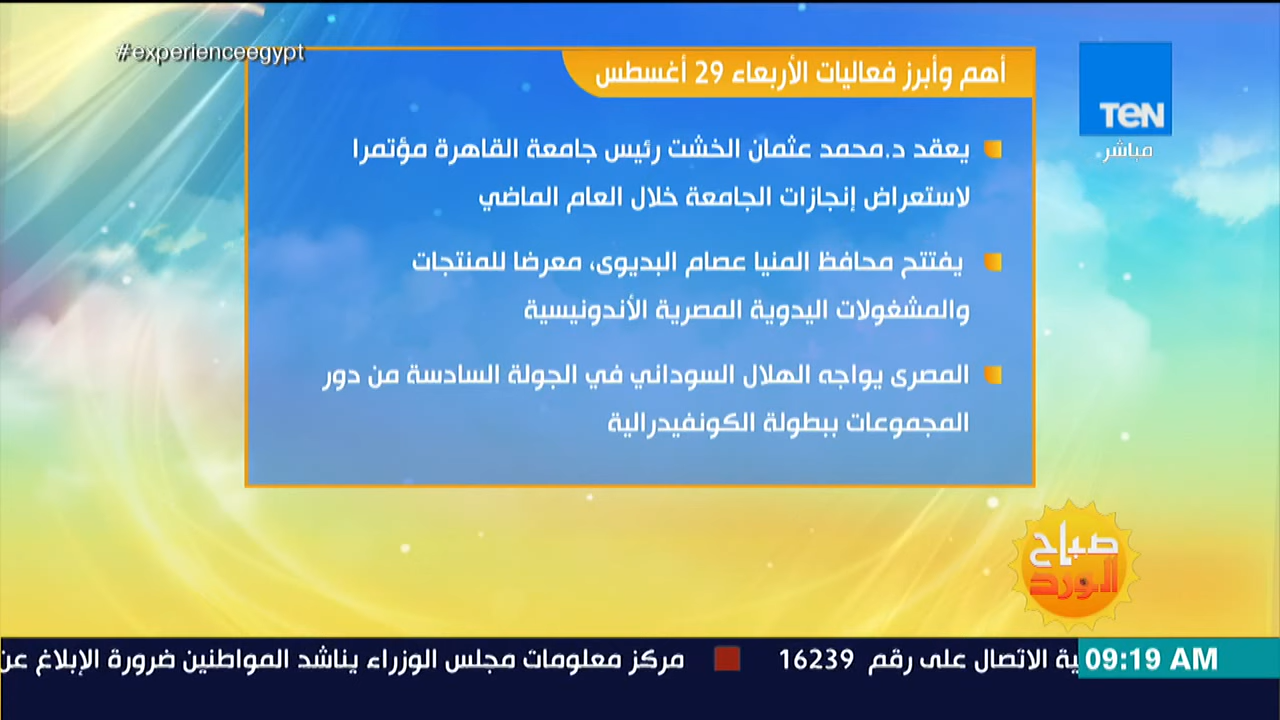 #experienceegypt
أهم وأبرز فعاليات الأربعاء 29 أغسطس
TEN
مباشر
يعقد د.محمد عثمان الخشت رئيس جامعة القاهرة مؤتمرا
لاستعراض إنجازات الجامعة خلال العام الماضي
يفتتح محافظ المنيا عصام البديوى، معرضا للمنتجات
والمشغولات اليدوية المصرية الأندونيسية
المصرى يواجه الهلال السوداني في الجولة السادسة من دور
المجموعات ببطولة الكونفيدرالية
صباح
الورد
09:19 AM
ية الاتصال على رقم 16239 مركز معلومات مجلس الوزراء يناشد المواطنين ضرورة الإبلاغ عن